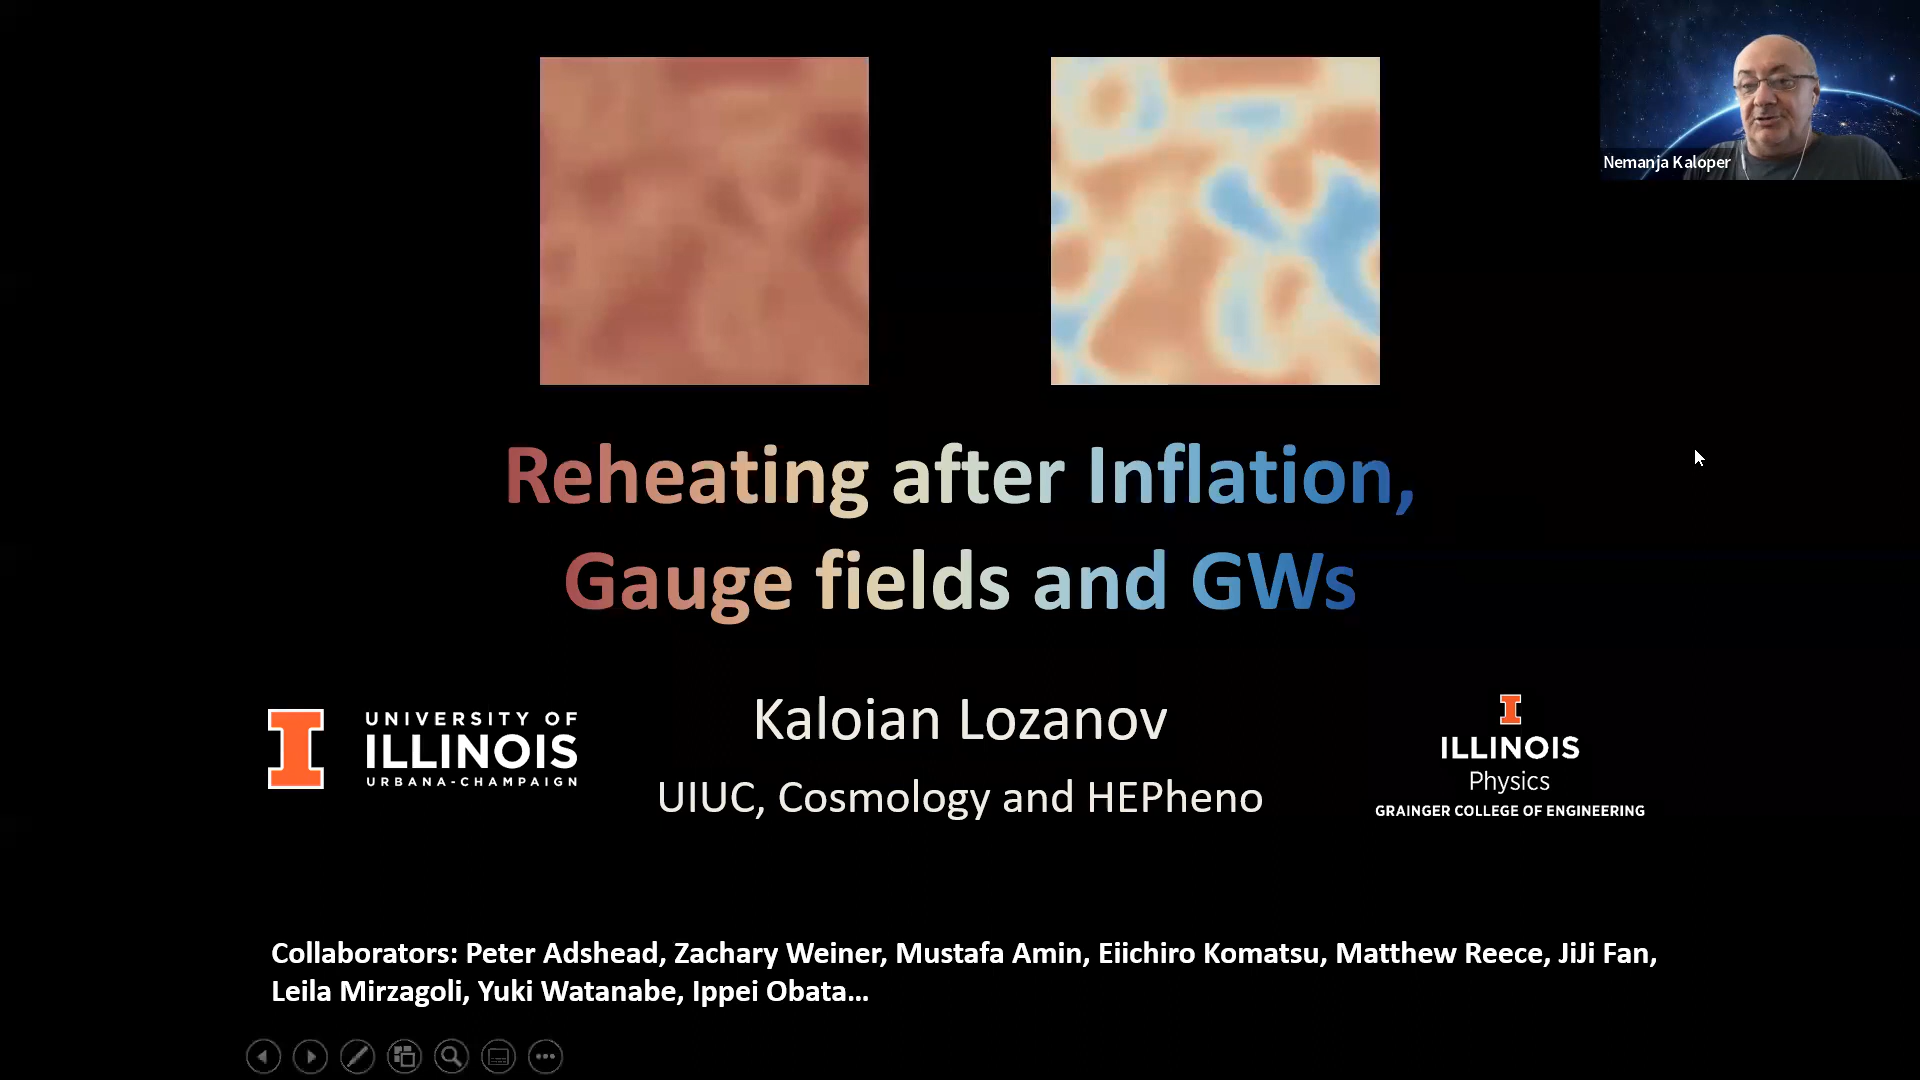 Nemanja Kaloper
Reheating after Inflation,
Gauge fields and GWs
UNIVERSITY OF
ILLINOIS
URBANA-CHAMPAIGN
Kaloian Lozanov
UIUC, Cosmology and HEPheno
ILLINOIS
Physics
GRAINGER COLLEGE OF ENGINEERING
Collaborators: Peter Adshead, Zachary Weiner, Mustafa Amin, Eiichiro Komatsu, Matthew Reece, JiJi Fan,
Leila Mirzagoli, Yuki Watanabe, Ippei Obata...